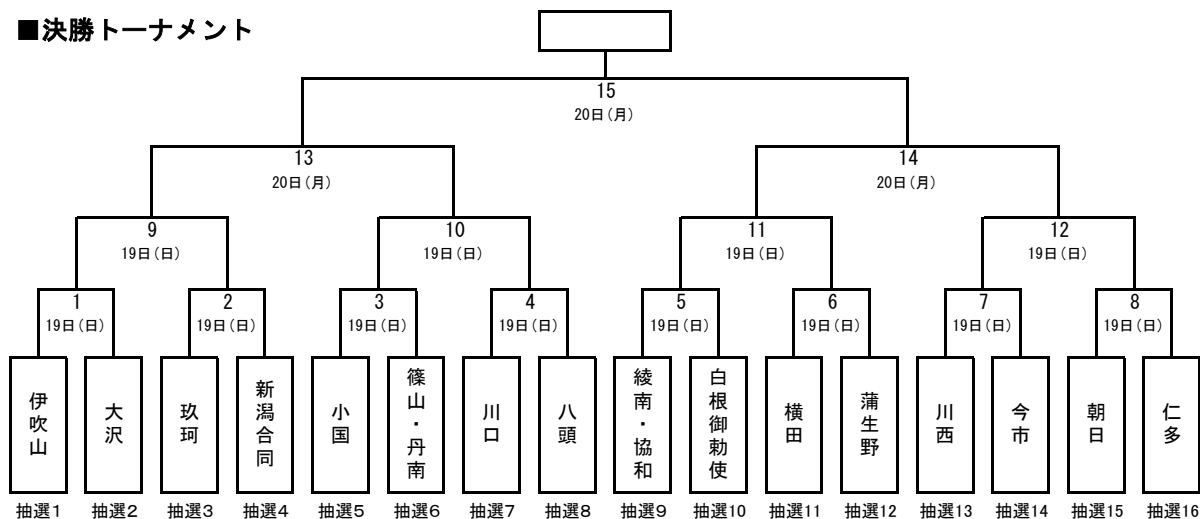 ■決勝トーナメント
15
20日(月)
13
14
20日(月)
20日(月)
9
10
11
12
19日(日)
19日(日)
19日(日)
19日(日)
1
2
3
4
5
6
7
8
19日(日)
19日(日)
19日(日)
19日(日)
19日(日)
19日(日)
19日(日)
19日(日)
伊吹山
大沢
玖珂
新潟合同
小国
篠山・丹南
川口
八頭
綾南・協和
白根御勅使
横田
蒲生野
川西
今市
朝日
仁多
抽選1
抽選2
抽選3
抽選4
抽選5
抽選6
抽選7
抽選8
抽選9
抽選10
抽選11
抽選12
抽選13
抽選14
抽選15
抽選16